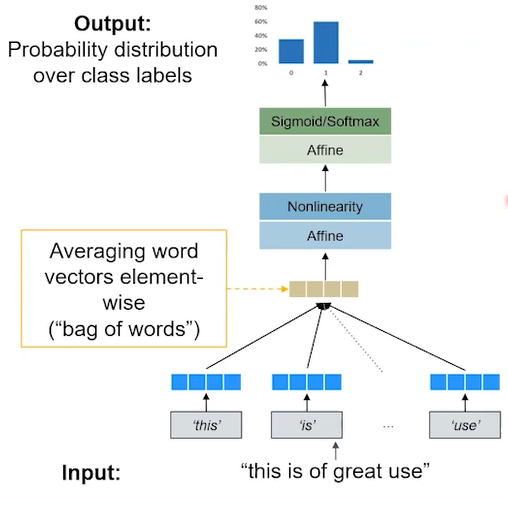 Output:
Probability distribution
over class labels
80%
60%
40%
20%
0%
0 1 2
Sigmoid/Softmax
Affine
Nonlinearity
Affine
Averaging word
vectors element-
wise
(“bag of words”)
‘this’ ‘is’ ... ‘use’
Input: “this is of great use”